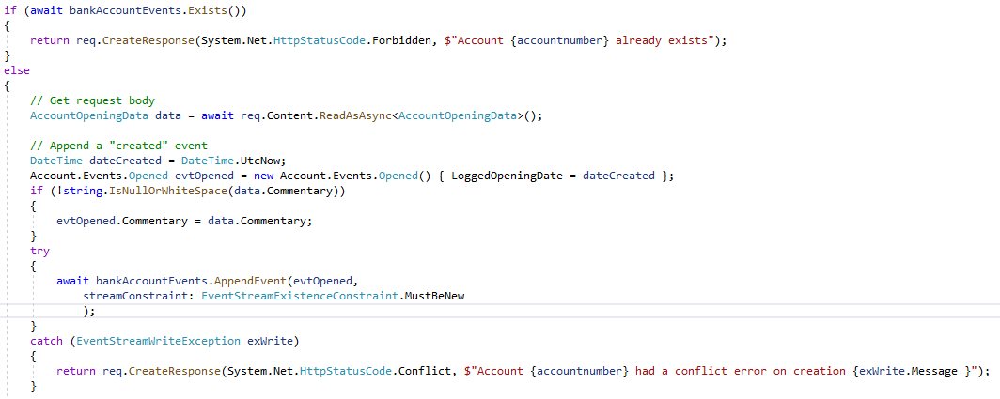 if (await bankAccountEvents.Exists())
{
    return req.CreateResponse(System.Net.HttpStatusCode.Forbidden, $"Account {accountnumber} already exists");
}
else
{
    // Get request body
    AccountOpeningData data = await req.Content.ReadAsAsync<AccountOpeningData>();

    // Append a "created" event
    DateTime dateCreated = DateTime.UtcNow;
    Account.Events.Opened evtOpened = new Account.Events.Opened() { LoggedOpeningDate = dateCreated };
    if (!string.IsNullOrWhiteSpace(data.Commentary))
    {
        evtOpened.Commentary = data.Commentary;
    }
    try
    {
        await bankAccountEvents.AppendEvent(evtOpened,
            streamConstraint: EventStreamExistenceConstraint.MustBeNew
            );
    }
    catch (EventStreamWriteException exWrite)
    {
        return req.CreateResponse(System.Net.HttpStatusCode.Conflict, $"Account {accountnumber} had a conflict error on creation {exWrite.Message }");
    }